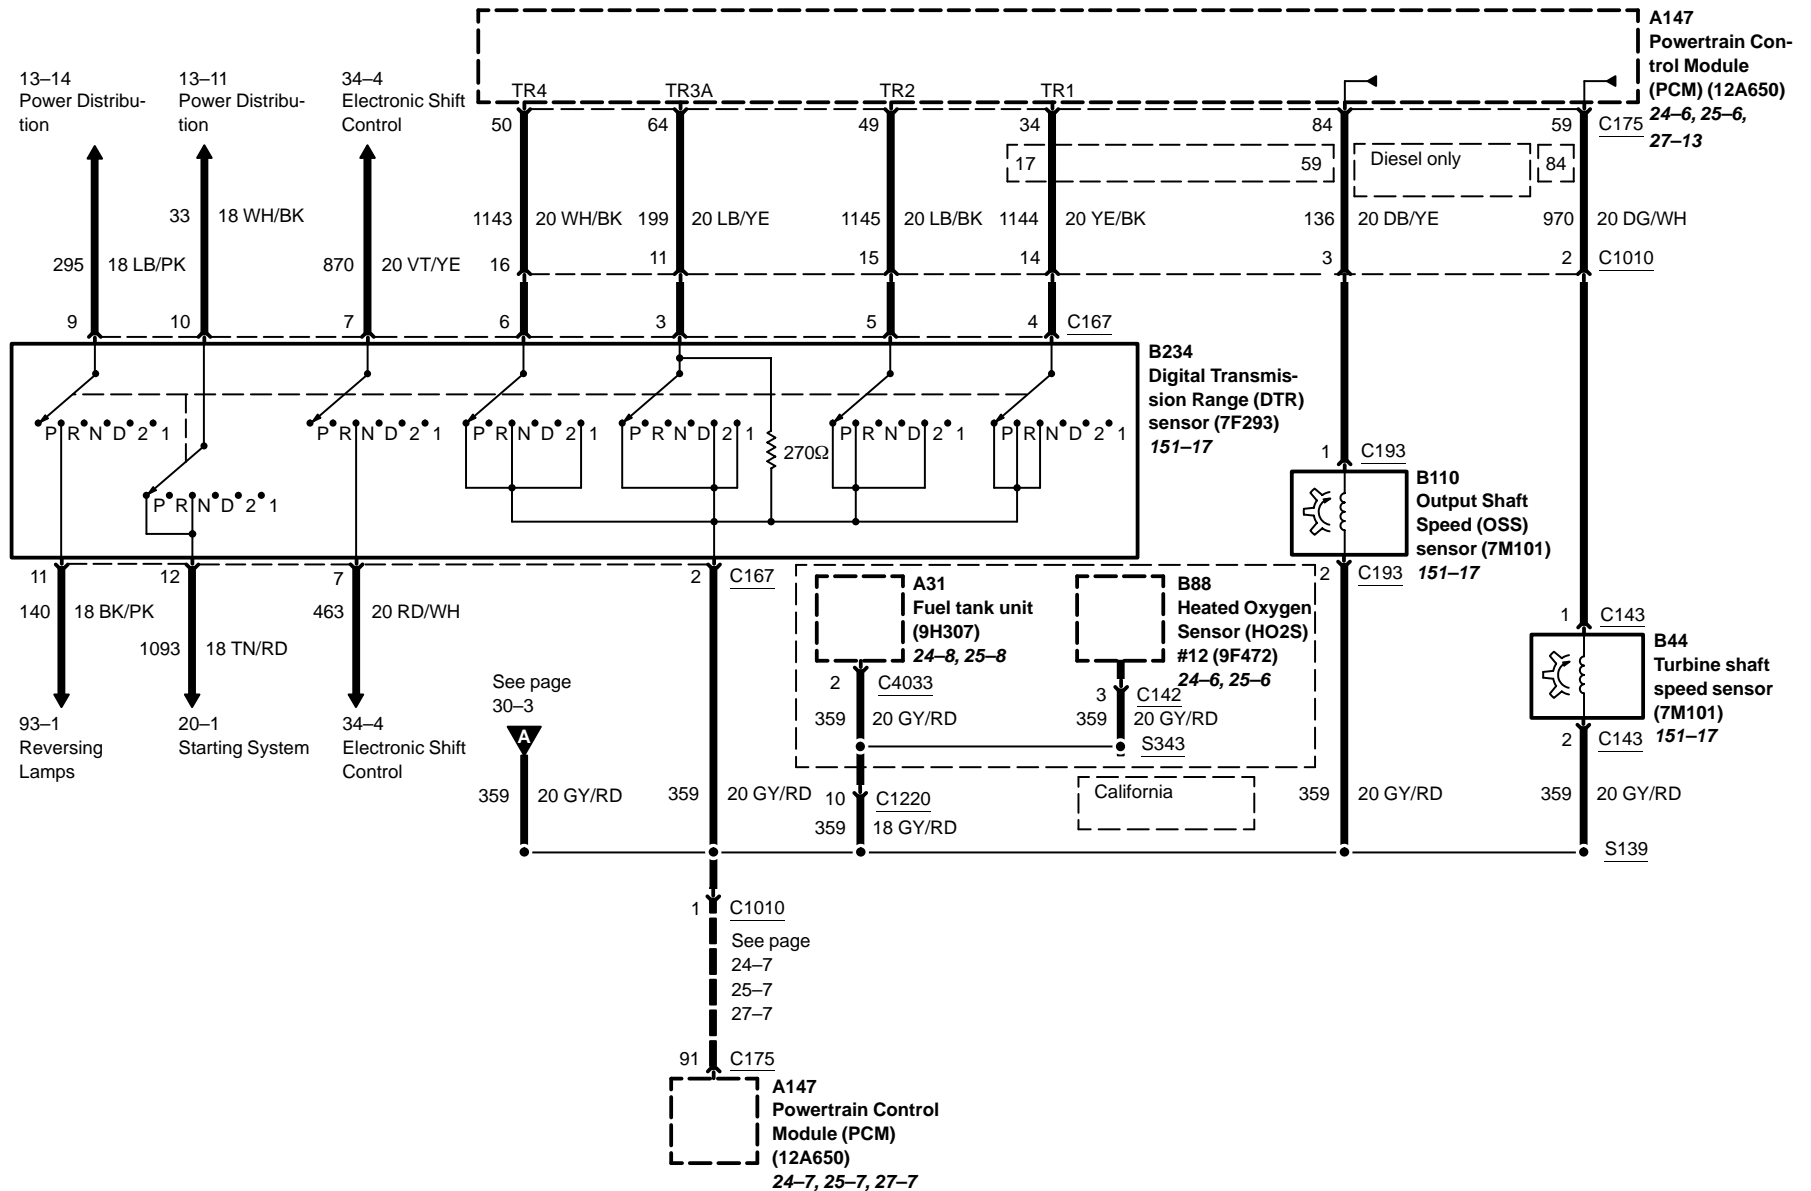 A147
Powertrain Con-
trol Module
(PCM) (12A650)
24–6, 25–6,
27–13
13–14
Power Distribu-
tion
13–11
Power Distribu-
tion
34–4
Electronic Shift
Control
TR4 TR3A TR2 TR1
50 64 49 34 84 59 C175
17 59 Diesel only 84
33 18 WH/BK
1143 20 WH/BK 199 20 LB/YE 1145 20 LB/BK 1144 20 YE/BK 136 20 DB/YE 970 20 DG/WH
295 18 LB/PK 870 20 VT/YE
16 11 15 14 3 2 C1010
9 10 7 6 3 5 4 C167
B234
Digital Transmis-
sion Range (DTR)
sensor (7F293)
151–17
P R N D 2 1
P R N D 2 1
P R N D 2 1
P R N D 2 1
P R N D 2 1
P R N D 2 1
270Ω
P R N D 2 1
1 C193
B110
Output Shaft
Speed (OSS)
sensor (7M101)
151–17
2 C193
11 12 7 2 C167
140 18 BK/PK 463 20 RD/WH
1093 18 TN/RD
93–1
Reversing
Lamps
20–1
Starting System
34–4
Electronic Shift
Control
A31
Fuel tank unit
(9H307)
24–8, 25–8
B88
Heated Oxygen
Sensor (HO2S)
#12 (9F472)
24–6, 25–6
1 C143
B44
Turbine shaft
speed sensor
(7M101)
151–17
2 C143
See page
30–3
A
2 C4033
3 C142
359 20 GY/RD 359 20 GY/RD
S343
California
359 20 GY/RD 359 20 GY/RD 10 C1220 359 20 GY/RD 359 20 GY/RD
359 18 GY/RD
S139
1 C1010
See page
24–7
25–7
27–7
91 C175
A147
Powertrain Control
Module (PCM)
(12A650)
24–7, 25–7, 27–7